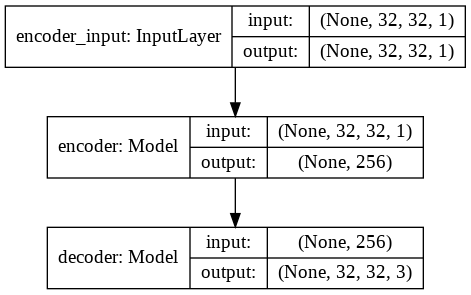 encoder_input: InputLayer
input: (None, 32, 32, 1)
output: (None, 32, 32, 1)
encoder: Model
input: (None, 32, 32, 1)
output: (None, 256)
decoder: Model
input: (None, 256)
output: (None, 32, 32, 3)